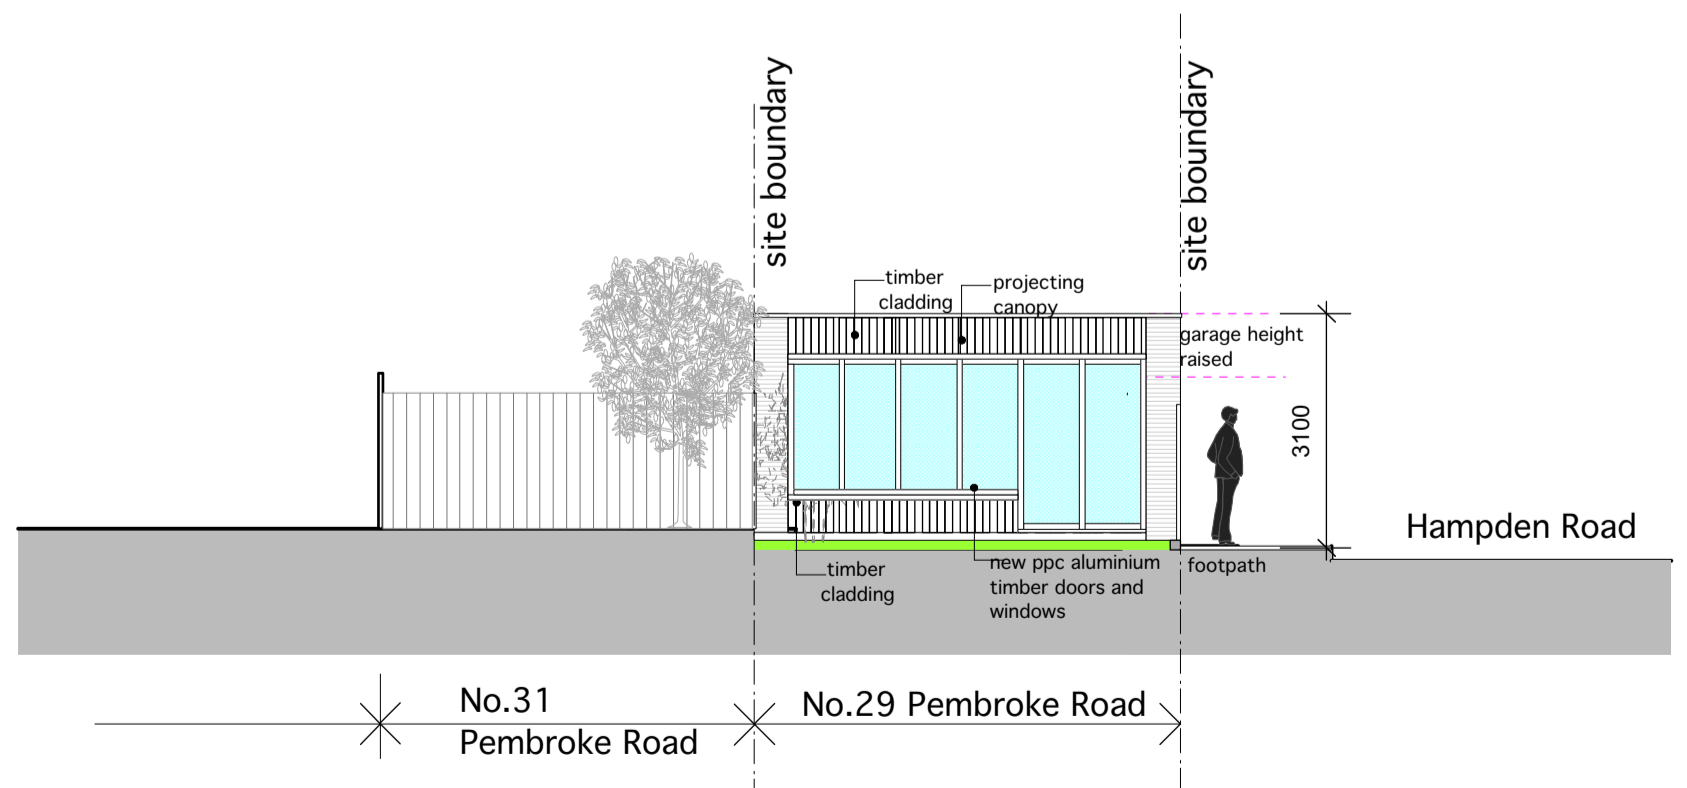 site boundary
site boundary
timber
cladding
projecting
canopy
garage height
raised
3100
Hampden Road
timber
cladding
new ppc aluminium
timber doors and
windows
footpath
No.31
Pembroke Road
No.29 Pembroke Road